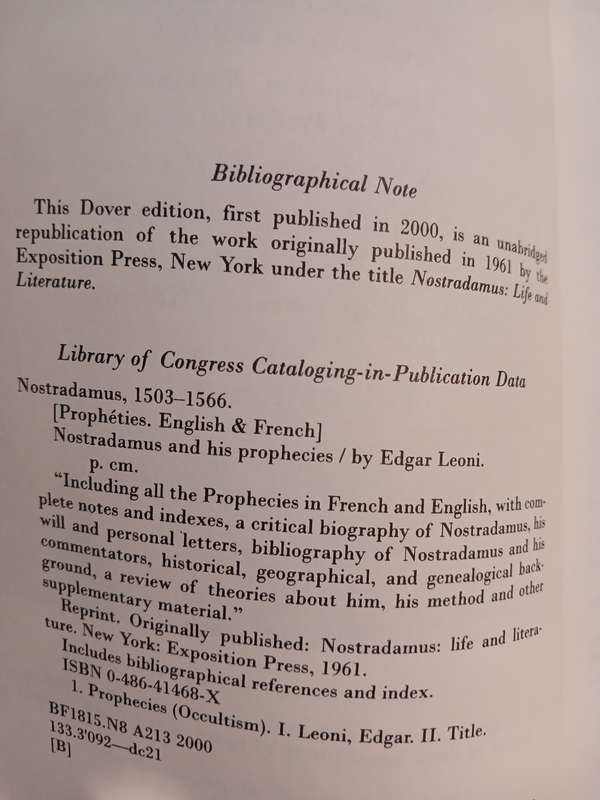 Bibliographical Note
This Dover edition, first published in 2000, is an unabridged
republication of the work originally published in 1961 by the
Exposition Press, New York under the title Nostradamus: Life and
Literature.
Library of Congress Cataloging-in-Publication Data
Nostradamus, 1503–1566.
[Prophéties. English & French]
Nostradamus and his prophecies / by Edgar Leoni.
p. cm.
“Including all the Prophecies in French and English, with com-
plete notes and indexes, a critical biography of Nostradamus, his
will and personal letters, bibliography of Nostradamus and his
commentators, historical, geographical, and genealogical back-
ground, a review of theories about him, his method and other
supplementary material.”
Reprint. Originally published: Nostradamus: life and litera-
ture. New York: Exposition Press, 1961.
Includes bibliographical references and index.
ISBN 0-486-41468-X
1. Prophecies (Occultism). I. Leoni, Edgar. II. Title.
BF1815.N8 A213 2000
133.3'092—dc21
[B]